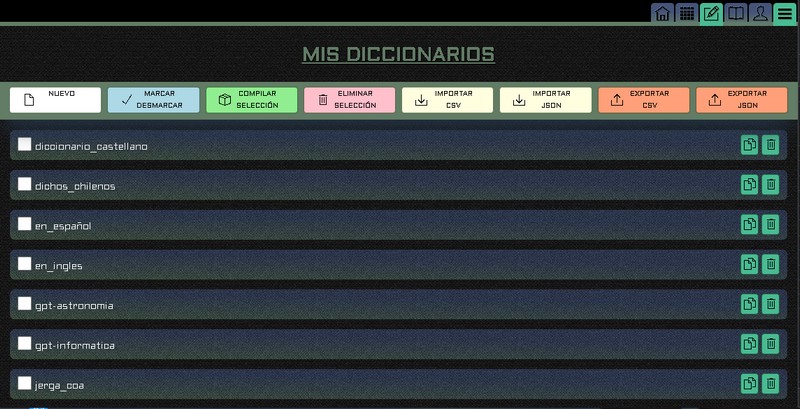 MIS DICCIONARIOS
NUEVO
MARCAR
DESMARCAR
COMPILAR
SELECCIÓN
ELIMINAR
SELECCIÓN
IMPORTAR
CSV
IMPORTAR
JSON
EXPORTAR
CSV
EXPORTAR
JSON
diccionario_castellano
dichos_chilenos
en_español
en_ingles
gpt-astronomia
gpt-informatica
jerga_coa